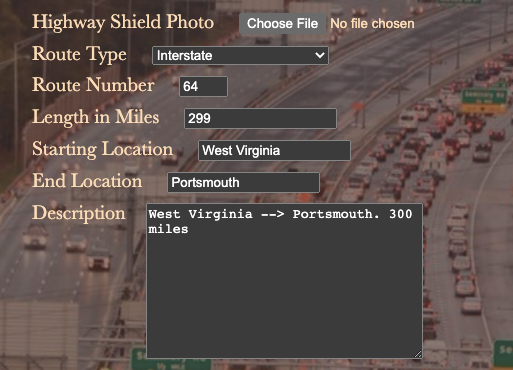 Highway Shield Photo Choose File No file chosen
Route Type Interstate
Route Number 64
Length in Miles 299
Starting Location West Virginia
End Location Portsmouth
Description West Virginia --> Portsmouth. 300
miles